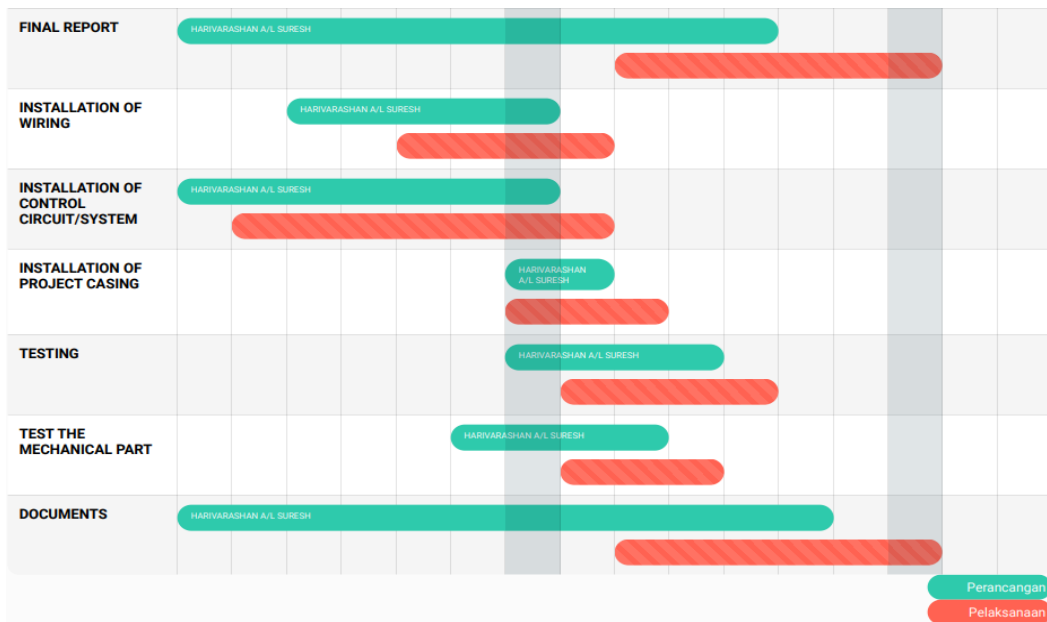 FINAL REPORT
HARIVARASHAN A/L SURESH
INSTALLATION OF
WIRING
HARIVARASHAN A/L SURESH
INSTALLATION OF
CONTROL
CIRCUIT/SYSTEM
HARIVARASHAN A/L SURESH
INSTALLATION OF
PROJECT CASING
HARIVARASHAN
A/L SURESH
TESTING
HARIVARASHAN A/L SURESH
TEST THE
MECHANICAL PART
HARIVARASHAN A/L SURESH
DOCUMENTS
HARIVARASHAN A/L SURESH
Perancangan
Pelaksanaan